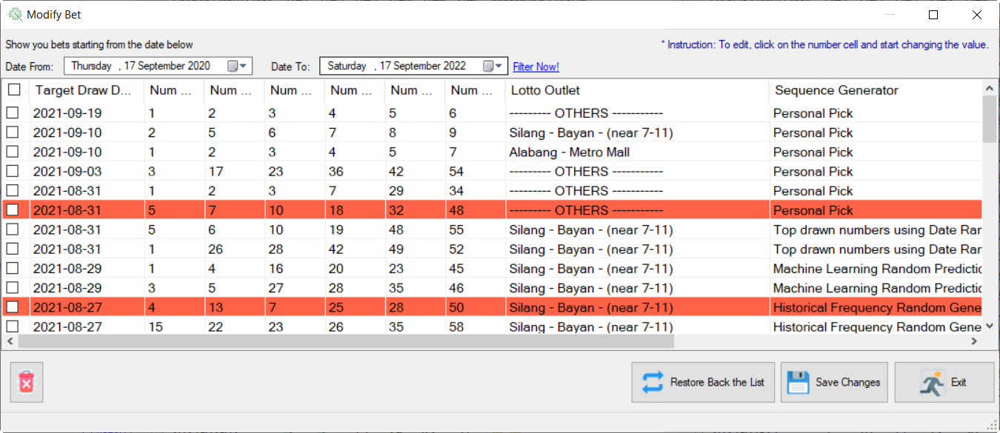 Modify Bet
Show you bets starting from the date below
* Instruction: To edit, click on the number cell and start changing the value.
Date From: Thursday , 17 September 2020 Date To: Saturday , 17 September 2022 Filter Now!
Target Draw D... Num ... Num ... Num ... Num ... Num ... Num ... Lotto Outlet Sequence Generator
2021-09-19 1 2 3 4 5 6 --------- OTHERS ----------- Personal Pick
2021-09-10 2 5 6 7 8 9 Silang - Bayan - (near 7-11) Personal Pick
2021-09-10 1 2 3 4 5 7 Alabang - Metro Mall Personal Pick
2021-09-03 3 17 23 36 42 54 --------- OTHERS ----------- Personal Pick
2021-08-31 1 2 3 7 29 34 --------- OTHERS ----------- Personal Pick
2021-08-31 5 7 10 18 32 48 --------- OTHERS ----------- Personal Pick
2021-08-31 5 6 10 19 48 55 Silang - Bayan - (near 7-11) Top drawn numbers using Date Ran
2021-08-31 1 26 28 42 49 52 Silang - Bayan - (near 7-11) Top drawn numbers using Date Ran
2021-08-29 1 4 16 20 23 45 Silang - Bayan - (near 7-11) Machine Learning Random Predictio
2021-08-29 3 5 27 28 35 46 Silang - Bayan - (near 7-11) Machine Learning Random Predictio
2021-08-27 4 13 7 25 28 50 Silang - Bayan - (near 7-11) Historical Frequency Random Gene
2021-08-27 15 22 23 26 35 58 Silang - Bayan - (near 7-11) Historical Frequency Random Gene
Restore Back the List Save Changes Exit